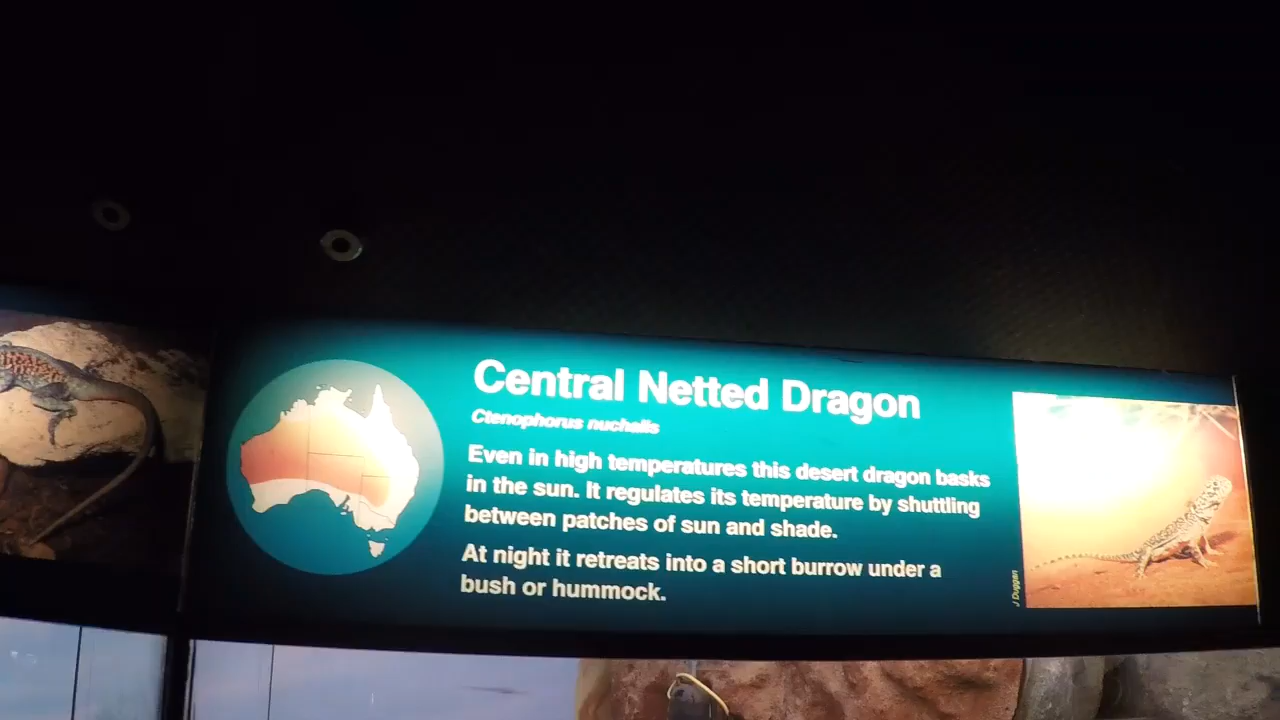 Central Netted Dragon
Ctenophorus nuchalis
Even in high temperatures this desert dragon basks
in the sun. It regulates its temperature by shuttling
between patches of sun and shade.
At night it retreats into a short burrow under a
bush or hummock.
J Duggan